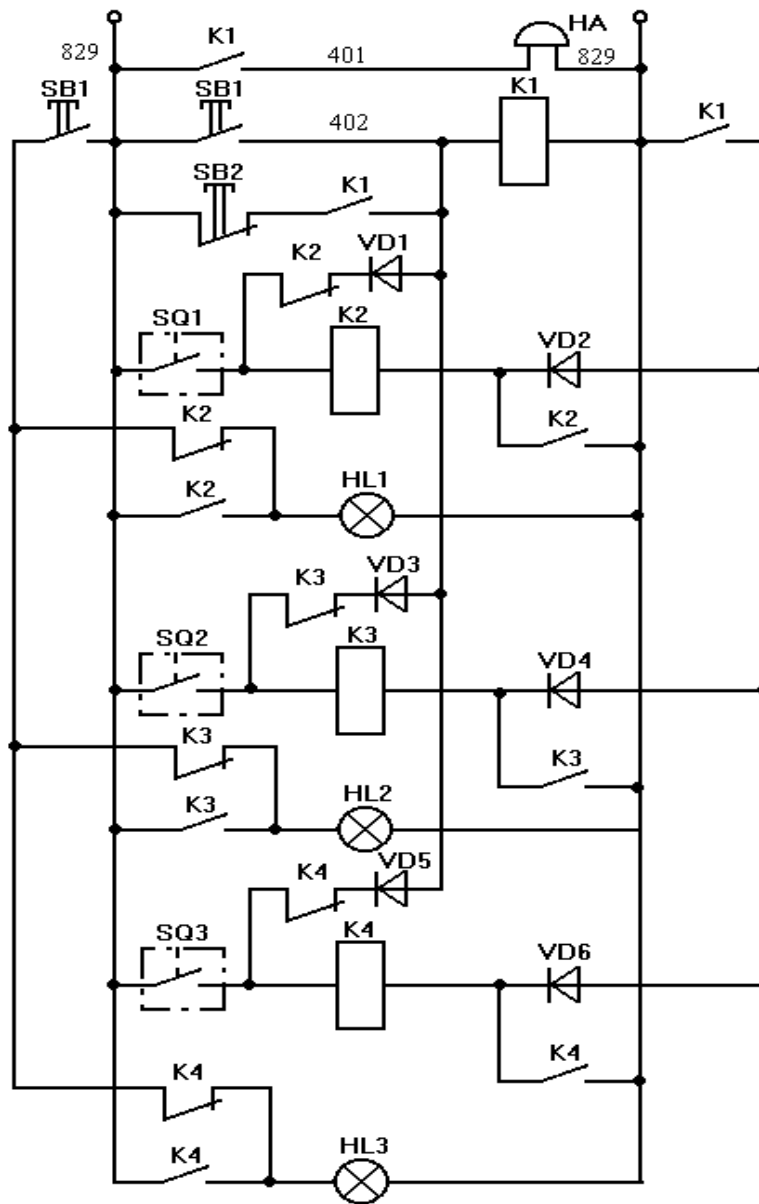 HA
K1
829
401
829
SB1
SB1
K1
402
K1
SB2
K1
K2
VD1
SQ1
K2
VD2
K2
K2
K2
HL1
K3
VD3
SQ2
K3
VD4
K3
K3
K3
HL2
K4
VD5
SQ3
K4
VD6
K4
K4
K4
HL3